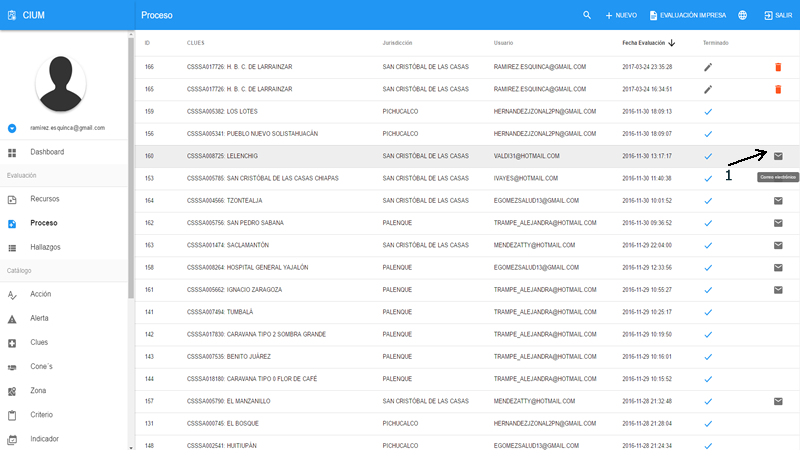 CIUM
Proceso
NUEVO
EVALUACIÓN IMPRESA
SALIR
ramirez.esquinca@gmail.com
Dashboard
Evaluación
Recursos
Proceso
Hallazgos
Catálogo
Acción
Alerta
Clues
Cone´s
Zona
Criterio
Indicador
ID CLUES Jurisdicción Usuario Fecha Evaluación Terminado
166 CSSSA017726: H. B. C. DE LARRAINZAR SAN CRISTÓBAL DE LAS CASAS RAMIREZ.ESQUINCA@GMAIL.COM 2017-03-24 23:35:28
165 CSSSA017726: H. B. C. DE LARRAINZAR SAN CRISTÓBAL DE LAS CASAS RAMIREZ.ESQUINCA@GMAIL.COM 2017-03-24 16:34:51
159 CSSSA005382: LOS LOTES PICHUCALCO HERNANDEZJZONAL2PN@GMAIL.COM 2016-11-30 18:09:13
156 CSSSA005341: PUEBLO NUEVO SOLISTAHUACÁN PICHUCALCO HERNANDEZJZONAL2PN@GMAIL.COM 2016-11-30 18:09:07
160 CSSSA008725: LELENCHIG SAN CRISTÓBAL DE LAS CASAS VALDI31@HOTMAIL.COM 2016-11-30 13:17:17
1
Correo electrónico
153 CSSSA005785: SAN CRISTÓBAL DE LAS CASAS CHIAPAS SAN CRISTÓBAL DE LAS CASAS IVAYES@HOTMAIL.COM 2016-11-30 11:40:38
164 CSSSA004566: TZONTEALJA SAN CRISTÓBAL DE LAS CASAS EGOMEZSALUD13@GMAIL.COM 2016-11-30 10:01:52
162 CSSSA005756: SAN PEDRO SABANA PALENQUE TRAMPE_ALEJANDRA@HOTMAIL.COM 2016-11-30 09:36:52
163 CSSSA001474: SACLAMANTÓN SAN CRISTÓBAL DE LAS CASAS MENDEZATTY@HOTMAIL.COM 2016-11-29 22:04:00
158 CSSSA008264: HOSPITAL GENERAL YAJALÓN PALENQUE EGOMEZSALUD13@GMAIL.COM 2016-11-29 12:33:56
161 CSSSA005662: IGNACIO ZARAGOZA PALENQUE TRAMPE_ALEJANDRA@HOTMAIL.COM 2016-11-29 10:55:27
141 CSSSA007494: TUMBALÁ PALENQUE TRAMPE_ALEJANDRA@HOTMAIL.COM 2016-11-29 10:25:17
142 CSSSA017830: CARAVANA TIPO 2 SOMBRA GRANDE PALENQUE TRAMPE_ALEJANDRA@HOTMAIL.COM 2016-11-29 10:19:50
143 CSSSA007535: BENITO JUÁREZ PALENQUE TRAMPE_ALEJANDRA@HOTMAIL.COM 2016-11-29 10:16:01
144 CSSSA018180: CARAVANA TIPO 0 FLOR DE CAFÉ PALENQUE TRAMPE_ALEJANDRA@HOTMAIL.COM 2016-11-29 10:15:52
157 CSSSA005790: EL MANZANILLO SAN CRISTÓBAL DE LAS CASAS MENDEZATTY@HOTMAIL.COM 2016-11-28 21:32:48
131 CSSSA000745: EL BOSQUE PICHUCALCO HERNANDEZJZONAL2PN@GMAIL.COM 2016-11-28 21:28:04
148 CSSSA002541: HUITIUPÁN PICHUCALCO EGOMEZSALUD13@GMAIL.COM 2016-11-28 21:24:34